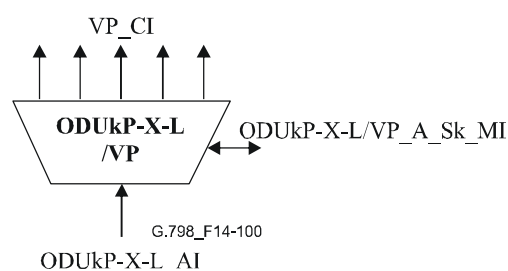 VP_CI
ODUkP-X-L
/VP
ODUkP-X-L/VP_A_Sk_MI
G.798_F14-100
ODUkP-X-L_AI